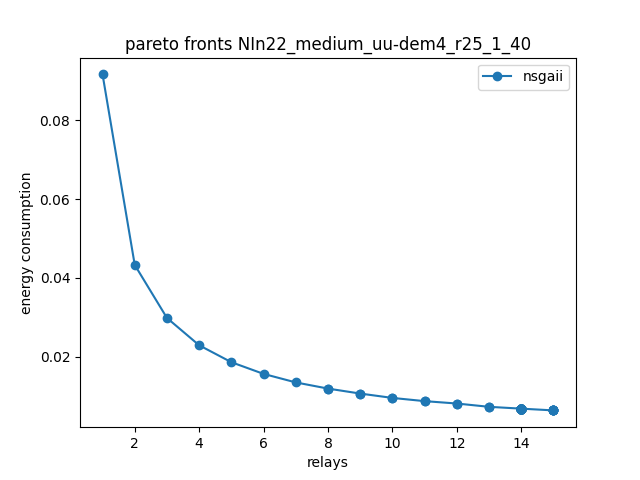 pareto fronts NIn22_medium_uu-dem4_r25_1_40
nsgaii
energy consumption
0.08
0.06
0.04
0.02
2 4 6 8 10 12 14
relays